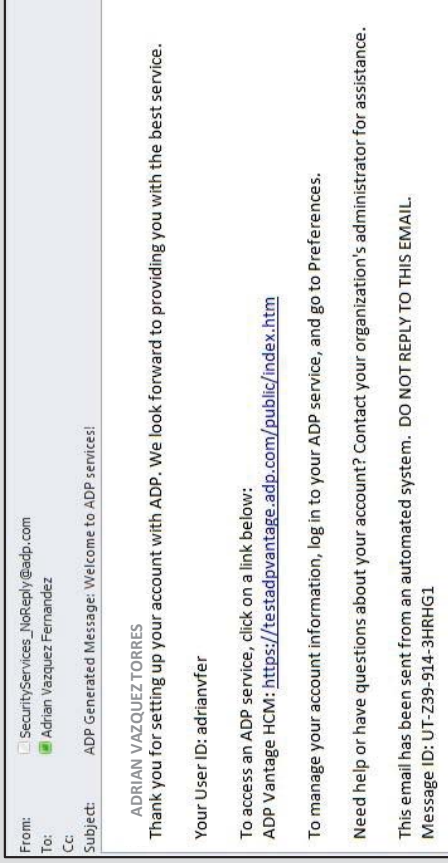 From: SecurityServices_NoReply@adp.com
To: Adrian Vazquez Fernandez
Cc:
Subject: ADP Generated Message: Welcome to ADP services!
ADRIAN VAZQUEZ TORRES
Thank you for setting up your account with ADP. We look forward to providing you with the best service.
Your User ID: adrianvfer
To access an ADP service, click on a link below:
ADP Vantage HCM: https://testadpvantage.adp.com/public/index.htm
To manage your account information, log in to your ADP service, and go to Preferences.
Need help or have questions about your account? Contact your organization's administrator for assistance.
This email has been sent from an automated system. DO NOT REPLY TO THIS EMAIL.
Message ID: UT-Z39-914-3HRHG1